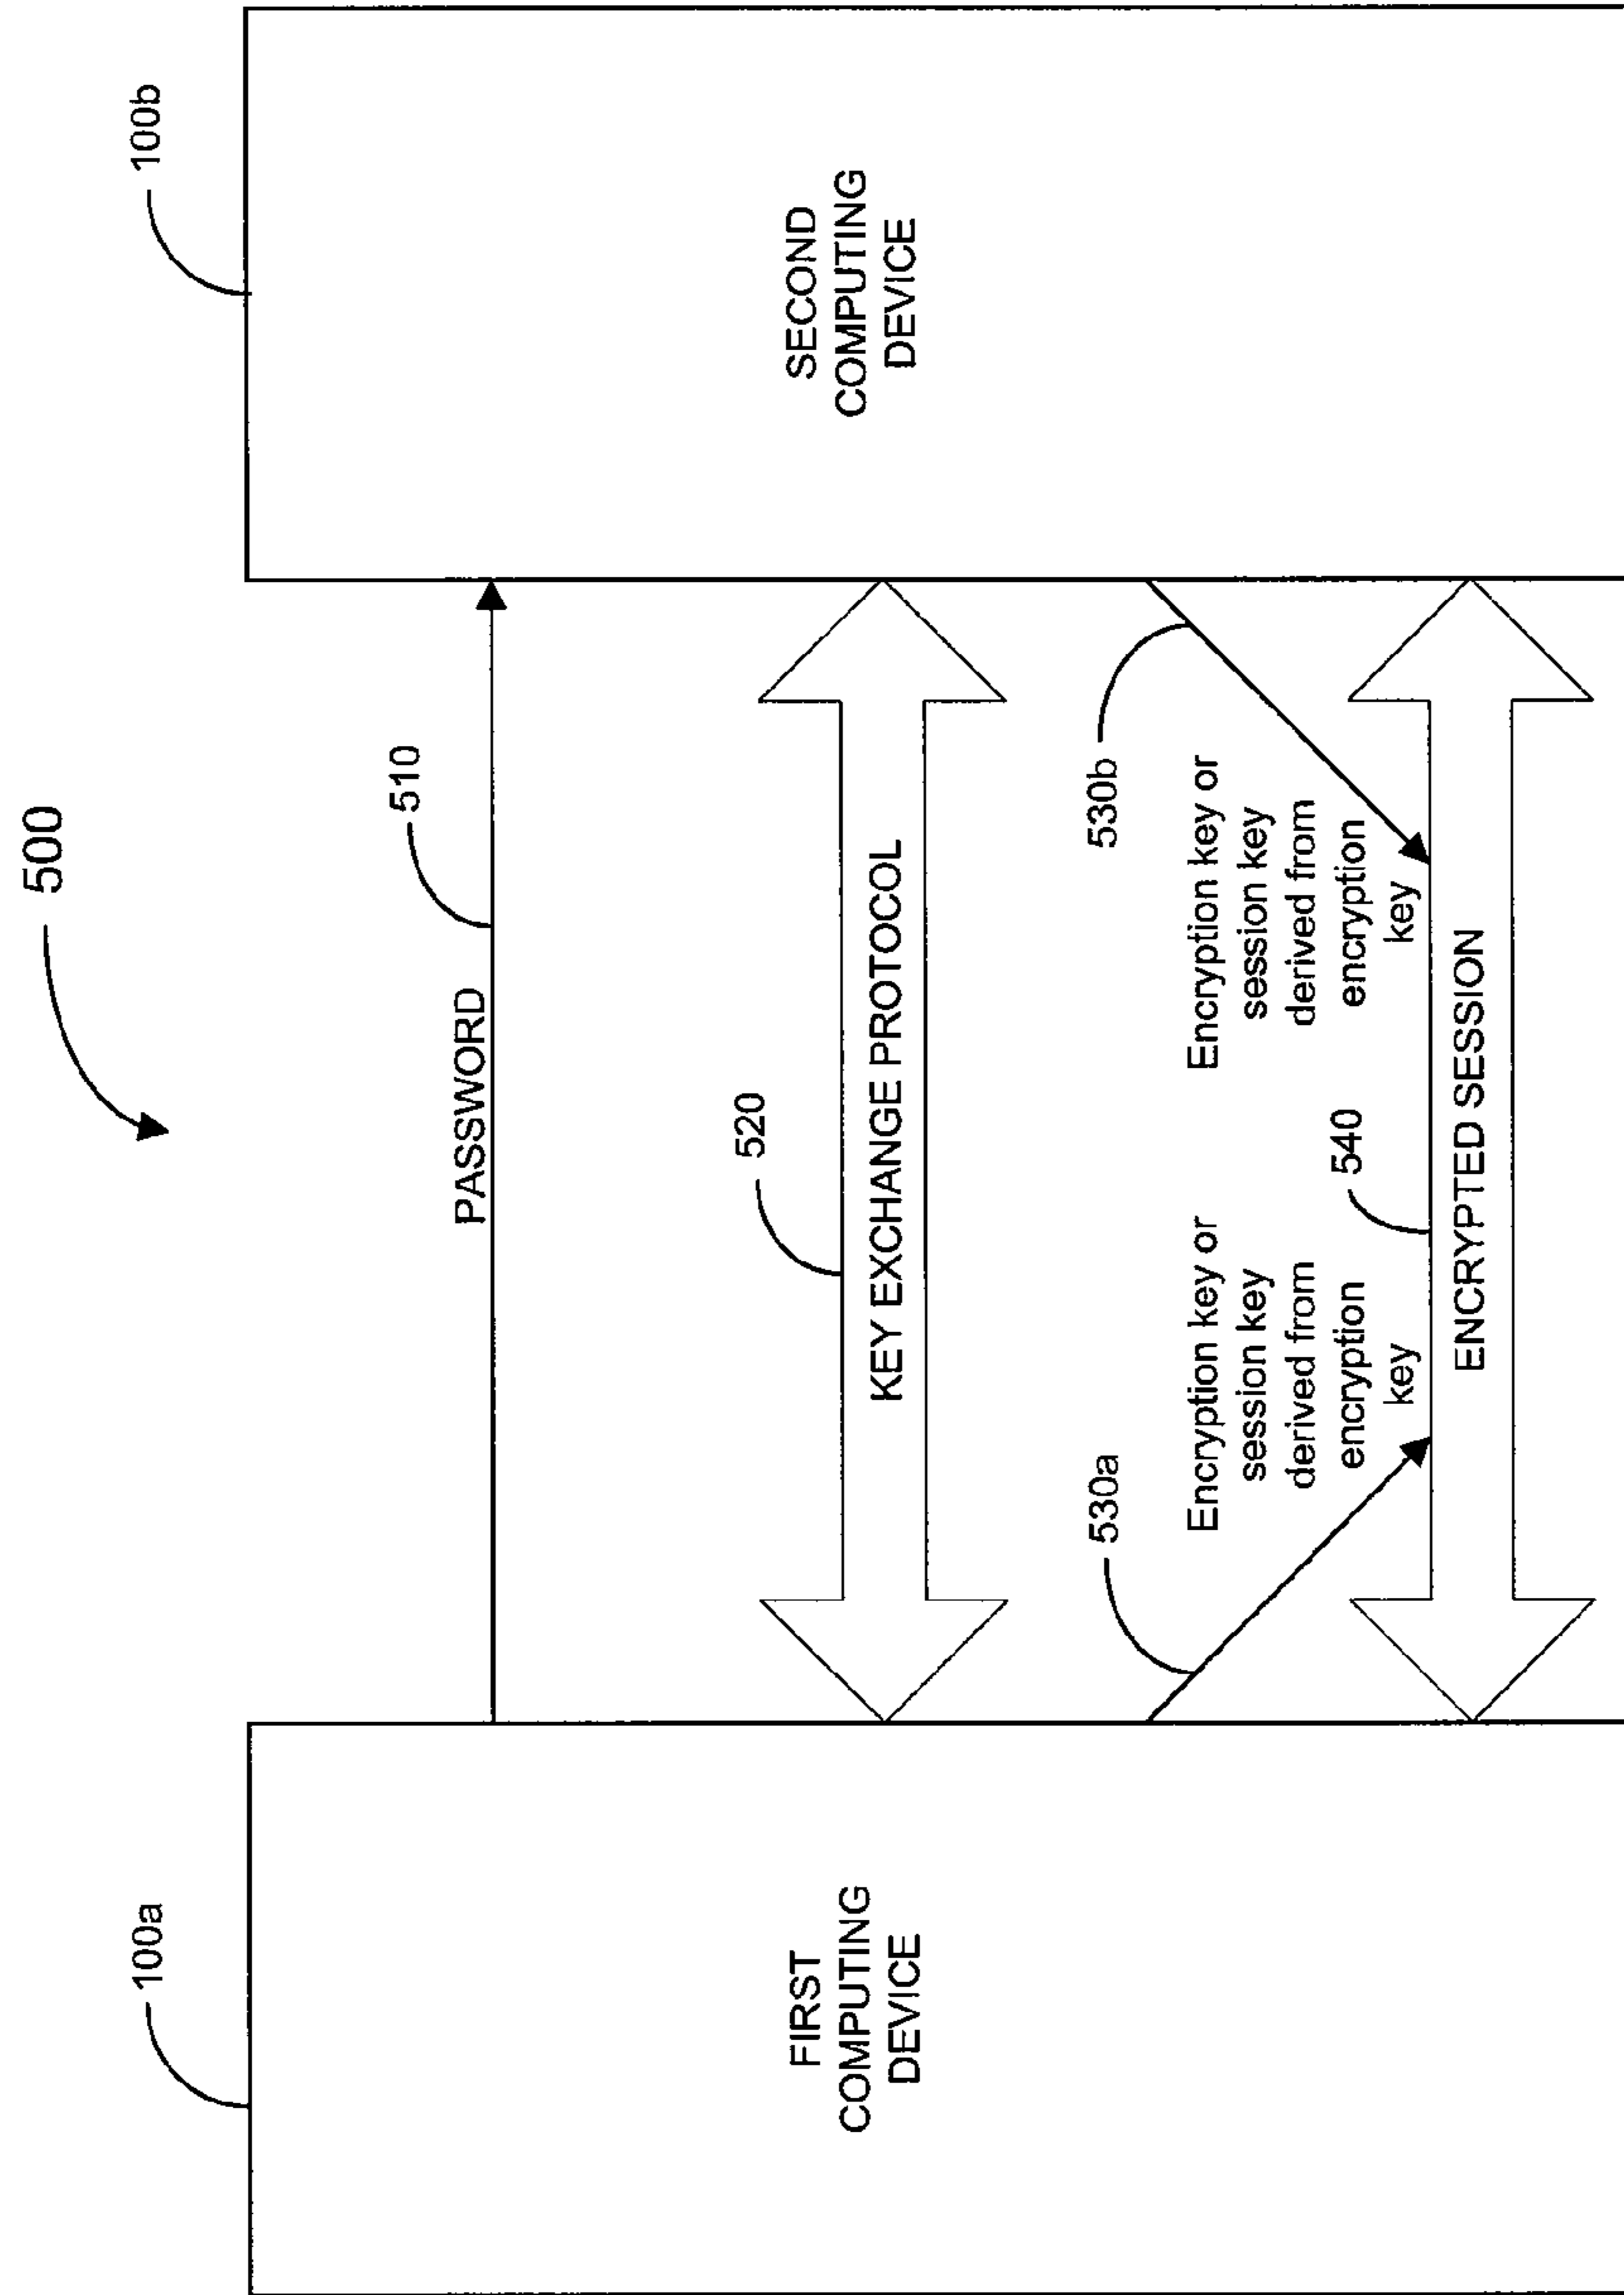 500
100a
100b
FIRST
COMPUTING
DEVICE
SECOND
COMPUTING
DEVICE
510
PASSWORD
520
KEY EXCHANGE PROTOCOL
530a
530b
Encryption key or
session key
derived from
encryption
key
Encryption key or
session key
derived from
encryption
key
540
ENCRYPTED SESSION